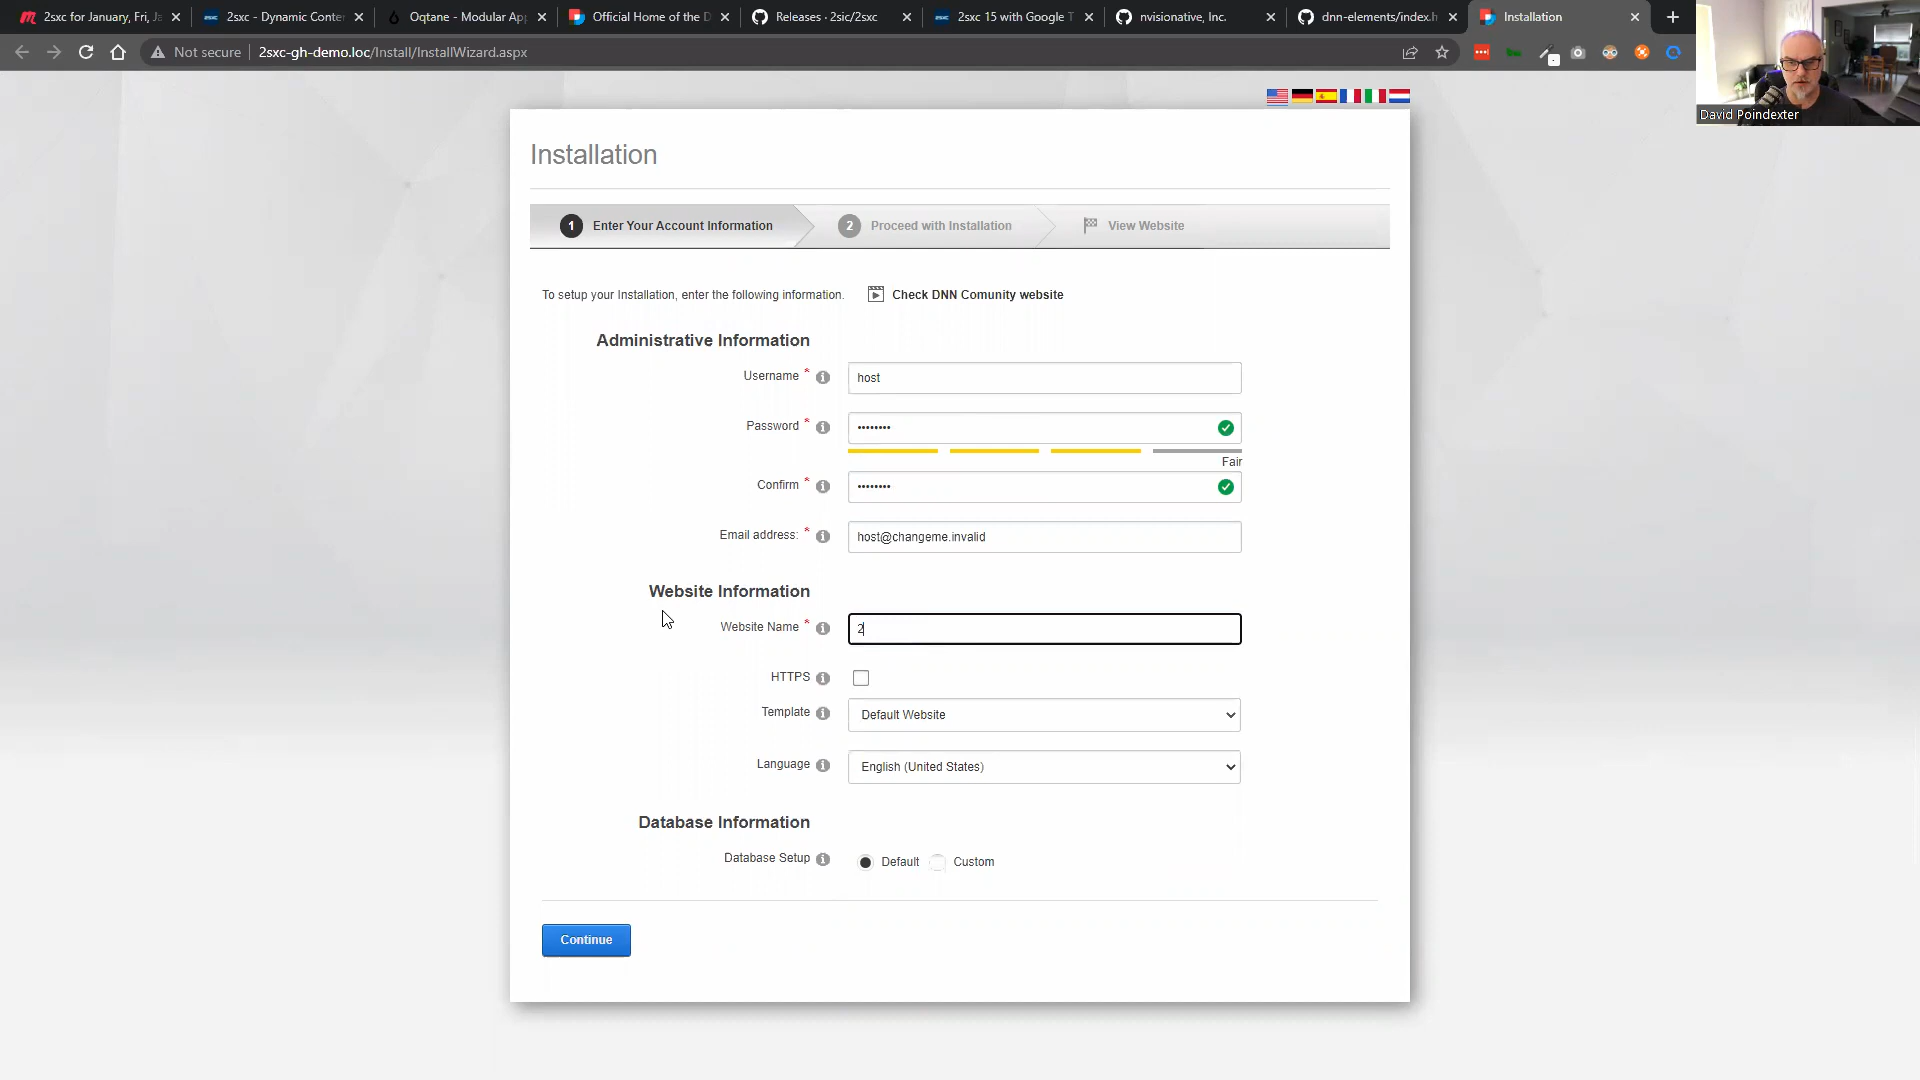 2sxc for January, Fri, Ja
2sxc - Dynamic Conte
Oqtane - Modular App
Official Home of the D
Releases · 2sic/2sxc
2sxc 15 with Google T
nvisionative, Inc.
dnn-elements/index.h
Installation
Not secure
2sxc-gh-demo.loc/Install/InstallWizard.aspx
David Poindexter
Installation
1 Enter Your Account Information
2 Proceed with Installation
View Website
To setup your Installation, enter the following information.
Check DNN Comunity website
Administrative Information
Username *
host
Password *
••••••••
Fair
Confirm *
••••••••
Email address: *
host@changeme.invalid
Website Information
Website Name *
2
HTTPS
Template
Default Website
Language
English (United States)
Database Information
Database Setup
Default
Custom
Continue